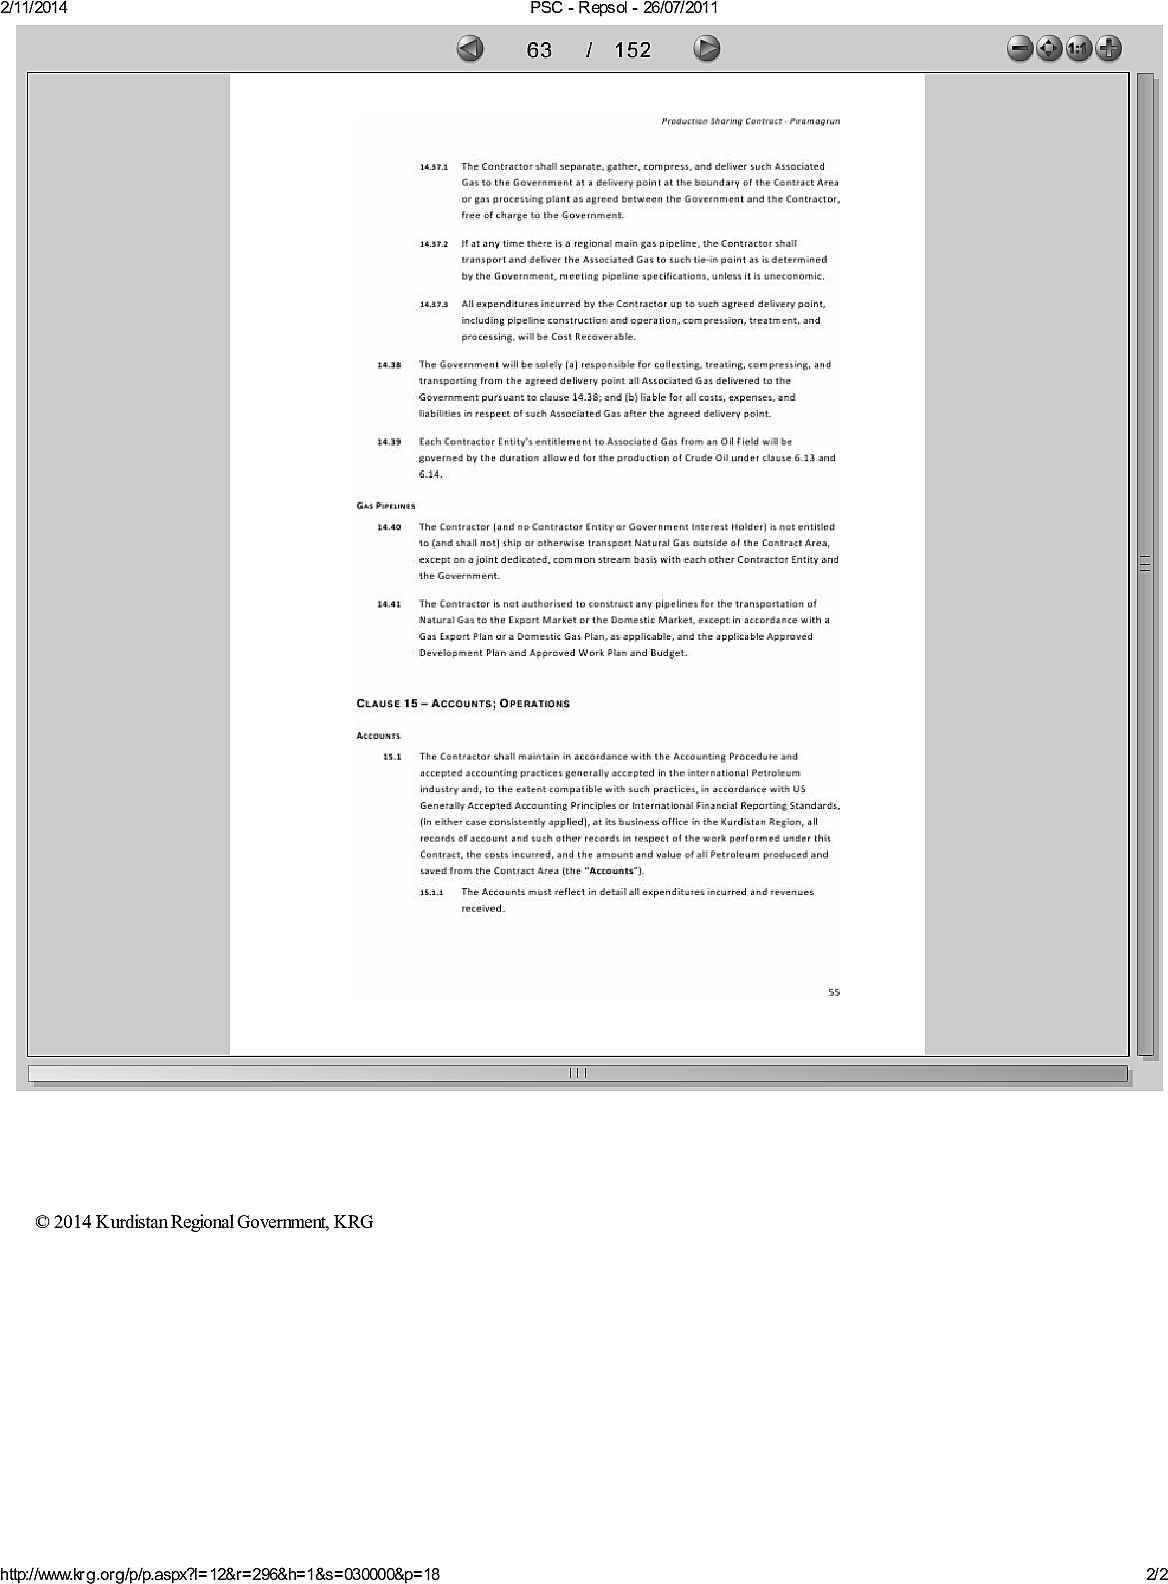 2/11/2014
PSC - Repsol - 26/07/2011
63 / 152
1:1
Production Sharing Contract - Piramagrun
14.37.1 The Contractor shall separate, gather, compress, and deliver such Associated
Gas to the Government at a delivery point at the boundary of the Contract Area
or gas processing plant as agreed between the Government and the Contractor,
free of charge to the Government.
14.37.2 If at any time there is a regional main gas pipeline, the Contractor shall
transport and deliver the Associated Gas to such tie-in point as is determined
by the Government, meeting pipeline specifications, unless it is uneconomic.
14.37.3 All expenditures incurred by the Contractor up to such agreed delivery point,
including pipeline construction and operation, compression, treatment, and
processing, will be Cost Recoverable.
14.38 The Government will be solely (a) responsible for collecting, treating, compressing, and
transporting from the agreed delivery point all Associated Gas delivered to the
Government pursuant to clause 14.38; and (b) liable for all costs, expenses, and
liabilities in respect of such Associated Gas after the agreed delivery point.
14.39 Each Contractor Entity's entitlement to Associated Gas from an Oil Field will be
governed by the duration allowed for the production of Crude Oil under clause 6.13 and
6.14.
GAS PIPELINES
14.40 The Contractor (and no Contractor Entity or Government Interest Holder) is not entitled
to (and shall not) ship or otherwise transport Natural Gas outside of the Contract Area,
except on a joint dedicated, common stream basis with each other Contractor Entity and
the Government.
14.41 The Contractor is not authorised to construct any pipelines for the transportation of
Natural Gas to the Export Market or the Domestic Market, except in accordance with a
Gas Export Plan or a Domestic Gas Plan, as applicable, and the applicable Approved
Development Plan and Approved Work Plan and Budget.
CLAUSE 15 – ACCOUNTS; OPERATIONS
ACCOUNTS
15.1 The Contractor shall maintain in accordance with the Accounting Procedure and
accepted accounting practices generally accepted in the international Petroleum
industry and, to the extent compatible with such practices, in accordance with US
Generally Accepted Accounting Principles or International Financial Reporting Standards,
(in either case consistently applied), at its business office in the Kurdistan Region, all
records of account and such other records in respect of the work performed under this
Contract, the costs incurred, and the amount and value of all Petroleum produced and
saved from the Contract Area (the "Accounts").
15.1.1 The Accounts must reflect in detail all expenditures incurred and revenues
received.
55
© 2014 Kurdistan Regional Government, KRG
http://www.krg.org/p/p.aspx?l=12&r=296&h=1&s=030000&p=18
2/2